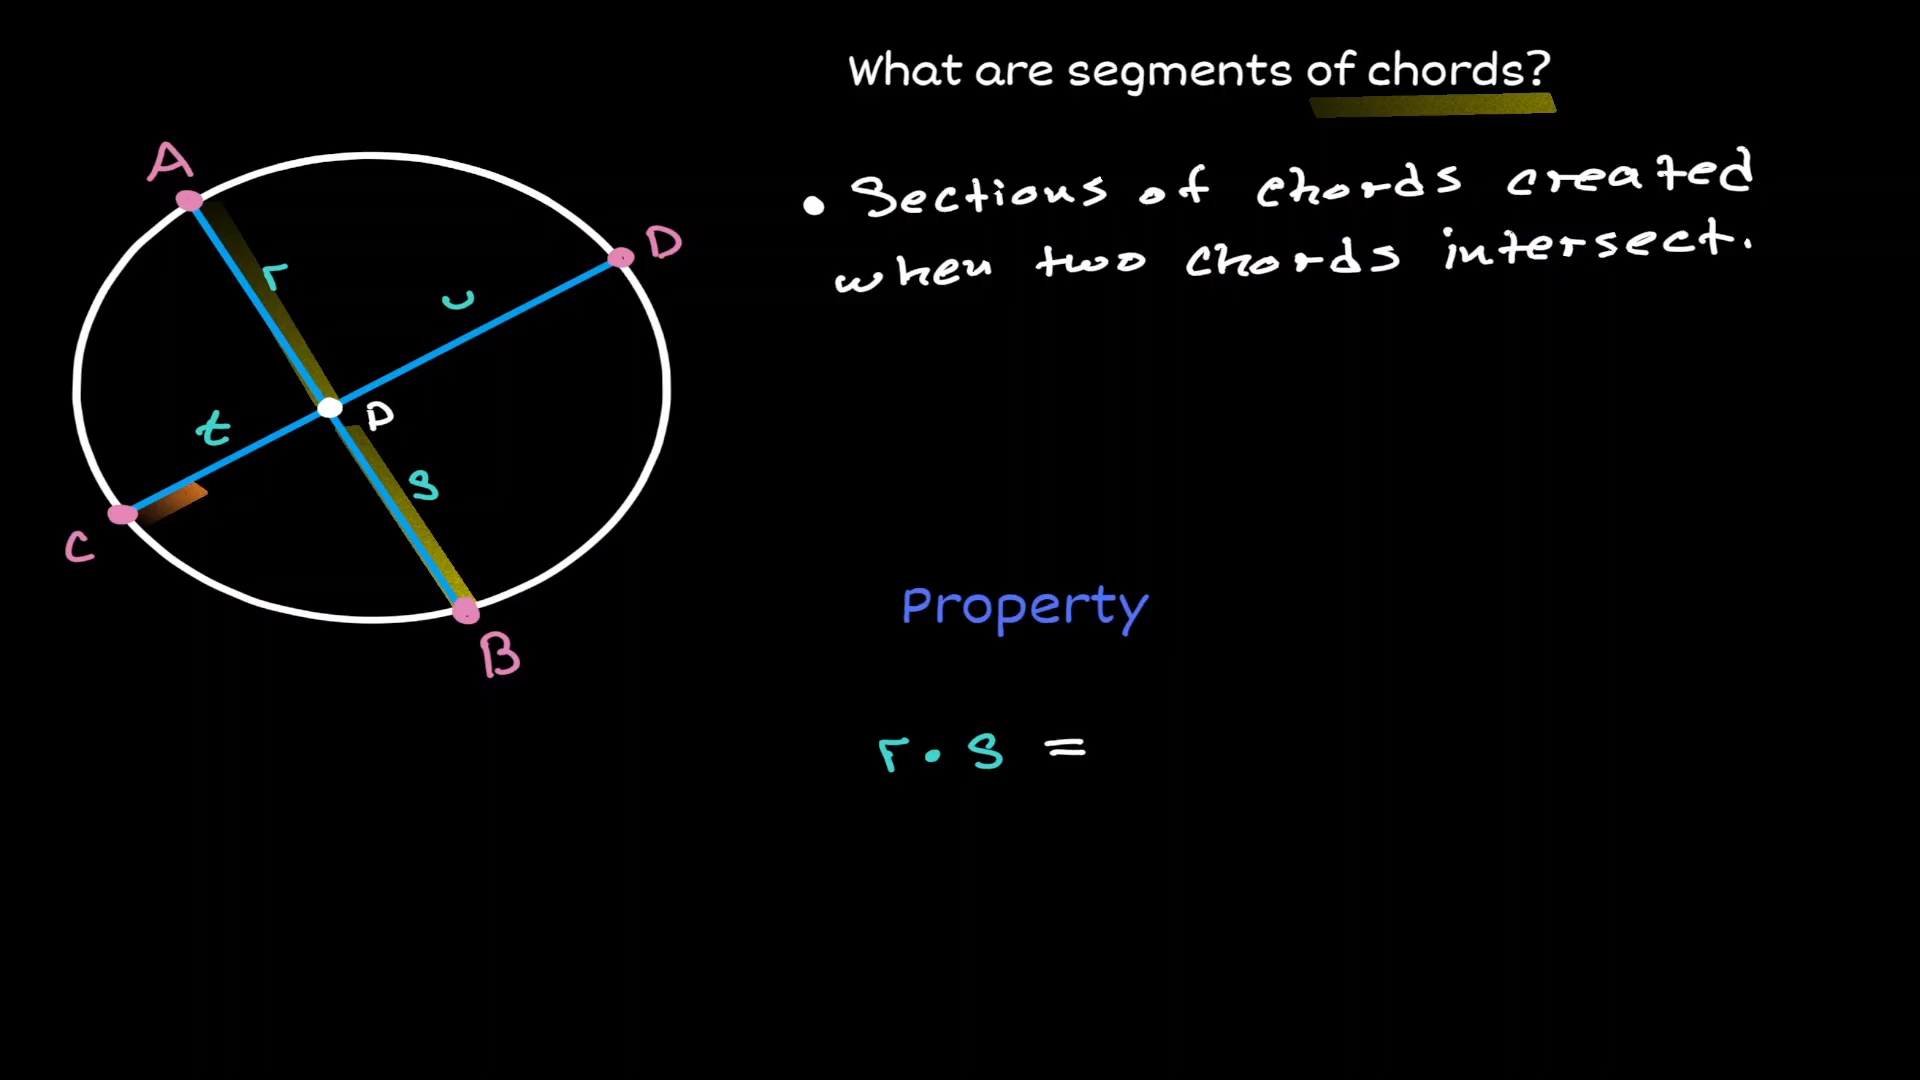 What are segments of chords?
• Sections of chords created
when two chords intersect.
A
D
r
u
P
t
s
C
B
Property
r · s =